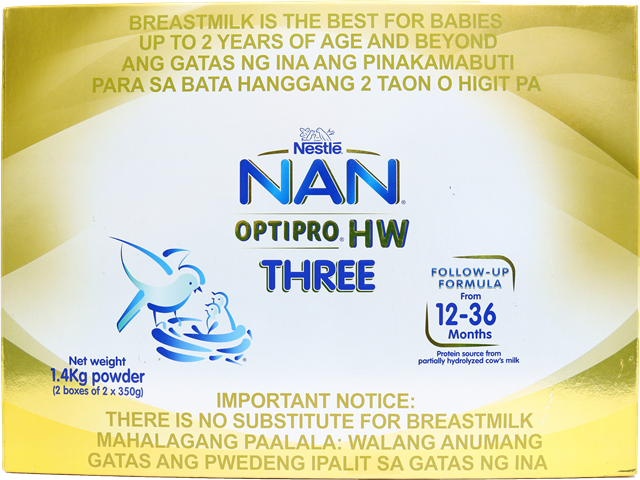 BREASTMILK IS THE BEST FOR BABIES
UP TO 2 YEARS OF AGE AND BEYOND
ANG GATAS NG INA ANG PINAKAMABUTI
PARA SA BATA HANGGANG 2 TAON O HIGIT PA
Nestlé
NAN
OPTIPRO HW
THREE
FOLLOW-UP
FORMULA
From
12-36
Months
Protein source from
partially hydrolyzed cow's milk
Net weight
1.4Kg powder
(2 boxes of 2 x 350g)
IMPORTANT NOTICE:
THERE IS NO SUBSTITUTE FOR BREASTMILK
MAHALAGANG PAALALA: WALANG ANUMANG
GATAS ANG PWEDENG IPALIT SA GATAS NG INA